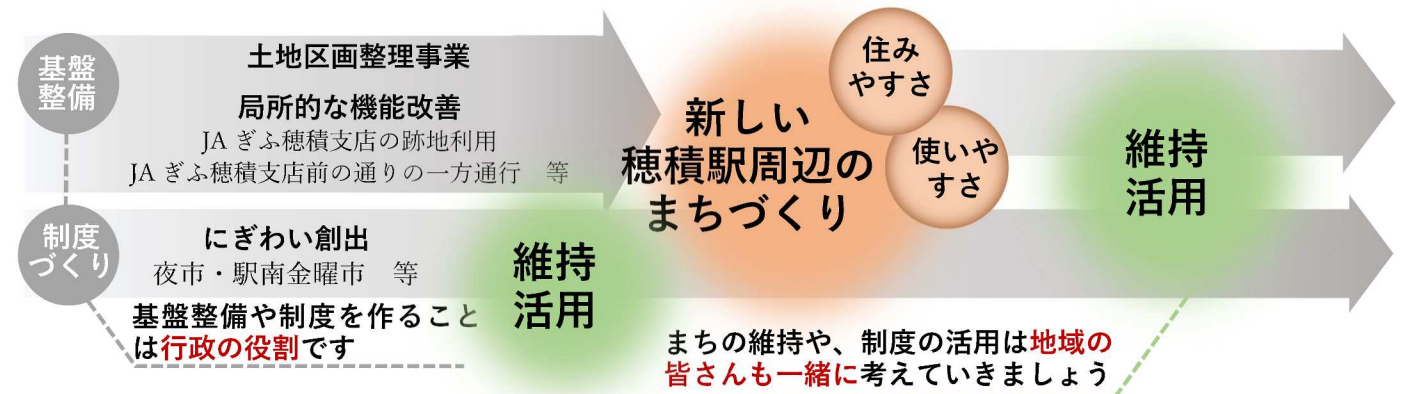 基盤
整備
土地区画整理事業
局所的な機能改善
JAぎふ穂積支店の跡地利用
JAぎふ穂積支店前の通りの一方通行　等
制度
づくり
にぎわい創出
夜市・駅南金曜市　等
維持
活用
基盤整備や制度を作ること
は行政の役割です
新しい
穂積駅周辺の
まちづくり
住み
やすさ
使いや
すさ
維持
活用
まちの維持や、制度の活用は地域の
皆さんも一緒に考えていきましょう